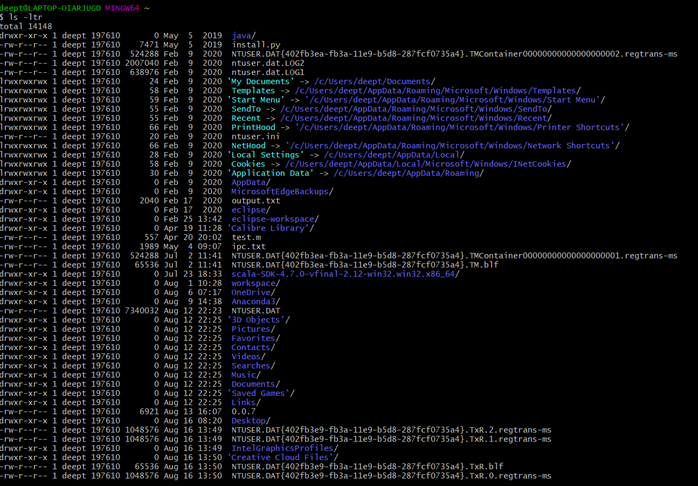 deept@LAPTOP-OIARJUGD MINGW64 ~
$ ls -ltr
total 14148
drwxr-xr-x 1 deept 197610       0 May  5  2019  java/
-rw-r--r-- 1 deept 197610    7471 May  5  2019  install.py
-rw-r--r-- 1 deept 197610  524288 Feb  9  2020  NTUSER.DAT{402fb3ea-fb3a-11e9-b5d8-287fcf0735a4}.TMContainer00000000000000000002.regtrans-ms
-rw-r--r-- 1 deept 197610 2007040 Feb  9  2020  ntuser.dat.LOG2
-rw-r--r-- 1 deept 197610  638976 Feb  9  2020  ntuser.dat.LOG1
lrwxrwxrwx 1 deept 197610      24 Feb  9  2020 'My Documents' -> /c/Users/deept/Documents/
lrwxrwxrwx 1 deept 197610      58 Feb  9  2020  Templates -> /c/Users/deept/AppData/Roaming/Microsoft/Windows/Templates/
lrwxrwxrwx 1 deept 197610      59 Feb  9  2020 'Start Menu' -> '/c/Users/deept/AppData/Roaming/Microsoft/Windows/Start Menu'/
lrwxrwxrwx 1 deept 197610      55 Feb  9  2020  SendTo -> /c/Users/deept/AppData/Roaming/Microsoft/Windows/SendTo/
lrwxrwxrwx 1 deept 197610      55 Feb  9  2020  Recent -> /c/Users/deept/AppData/Roaming/Microsoft/Windows/Recent/
lrwxrwxrwx 1 deept 197610      66 Feb  9  2020  PrintHood -> '/c/Users/deept/AppData/Roaming/Microsoft/Windows/Printer Shortcuts'/
-rw-r--r-- 1 deept 197610      20 Feb  9  2020  ntuser.ini
lrwxrwxrwx 1 deept 197610      66 Feb  9  2020  NetHood -> '/c/Users/deept/AppData/Roaming/Microsoft/Windows/Network Shortcuts'/
lrwxrwxrwx 1 deept 197610      28 Feb  9  2020 'Local Settings' -> /c/Users/deept/AppData/Local/
lrwxrwxrwx 1 deept 197610      58 Feb  9  2020  Cookies -> /c/Users/deept/AppData/Local/Microsoft/Windows/INetCookies/
lrwxrwxrwx 1 deept 197610      30 Feb  9  2020 'Application Data' -> /c/Users/deept/AppData/Roaming/
drwxr-xr-x 1 deept 197610       0 Feb  9  2020  AppData/
drwxr-xr-x 1 deept 197610       0 Feb  9  2020  MicrosoftEdgeBackups/
-rw-r--r-- 1 deept 197610    2040 Feb 17  2020  output.txt
drwxr-xr-x 1 deept 197610       0 Feb 17  2020  eclipse/
drwxr-xr-x 1 deept 197610       0 Feb 25 13:42  eclipse-workspace/
drwxr-xr-x 1 deept 197610       0 Apr 19 11:28 'Calibre Library'/
-rw-r--r-- 1 deept 197610     557 Apr 20 20:02  test.m
-rw-r--r-- 1 deept 197610    1989 May  4 09:07  ipc.txt
-rw-r--r-- 1 deept 197610  524288 Jul  2 11:41  NTUSER.DAT{402fb3ea-fb3a-11e9-b5d8-287fcf0735a4}.TMContainer00000000000000000001.regtrans-ms
-rw-r--r-- 1 deept 197610   65536 Jul  2 11:41  NTUSER.DAT{402fb3ea-fb3a-11e9-b5d8-287fcf0735a4}.TM.blf
drwxr-xr-x 1 deept 197610       0 Jul 23 18:33  scala-SDK-4.7.0-vfinal-2.12-win32.win32.x86_64/
drwxr-xr-x 1 deept 197610       0 Aug  1 10:28  workspace/
drwxr-xr-x 1 deept 197610       0 Aug  6 07:17  OneDrive/
drwxr-xr-x 1 deept 197610       0 Aug  9 14:38  Anaconda3/
-rw-r--r-- 1 deept 197610 7340032 Aug 12 22:23  NTUSER.DAT
drwxr-xr-x 1 deept 197610       0 Aug 12 22:25 '3D Objects'/
drwxr-xr-x 1 deept 197610       0 Aug 12 22:25  Pictures/
drwxr-xr-x 1 deept 197610       0 Aug 12 22:25  Favorites/
drwxr-xr-x 1 deept 197610       0 Aug 12 22:25  Contacts/
drwxr-xr-x 1 deept 197610       0 Aug 12 22:25  Videos/
drwxr-xr-x 1 deept 197610       0 Aug 12 22:25  Searches/
drwxr-xr-x 1 deept 197610       0 Aug 12 22:25  Music/
drwxr-xr-x 1 deept 197610       0 Aug 12 22:25  Documents/
drwxr-xr-x 1 deept 197610       0 Aug 12 22:25 'Saved Games'/
drwxr-xr-x 1 deept 197610       0 Aug 12 22:25  Links/
-rw-r--r-- 1 deept 197610    6921 Aug 13 16:07  0.0.7
drwxr-xr-x 1 deept 197610       0 Aug 16 08:20  Desktop/
-rw-r--r-- 1 deept 197610 1048576 Aug 16 13:49  NTUSER.DAT{402fb3e9-fb3a-11e9-b5d8-287fcf0735a4}.TxR.2.regtrans-ms
-rw-r--r-- 1 deept 197610 1048576 Aug 16 13:49  NTUSER.DAT{402fb3e9-fb3a-11e9-b5d8-287fcf0735a4}.TxR.1.regtrans-ms
drwxr-xr-x 1 deept 197610       0 Aug 16 13:49  IntelGraphicsProfiles/
drwxr-xr-x 1 deept 197610       0 Aug 16 13:50 'Creative Cloud Files'/
-rw-r--r-- 1 deept 197610   65536 Aug 16 13:50  NTUSER.DAT{402fb3e9-fb3a-11e9-b5d8-287fcf0735a4}.TxR.blf
-rw-r--r-- 1 deept 197610 1048576 Aug 16 13:50  NTUSER.DAT{402fb3e9-fb3a-11e9-b5d8-287fcf0735a4}.TxR.0.regtrans-ms